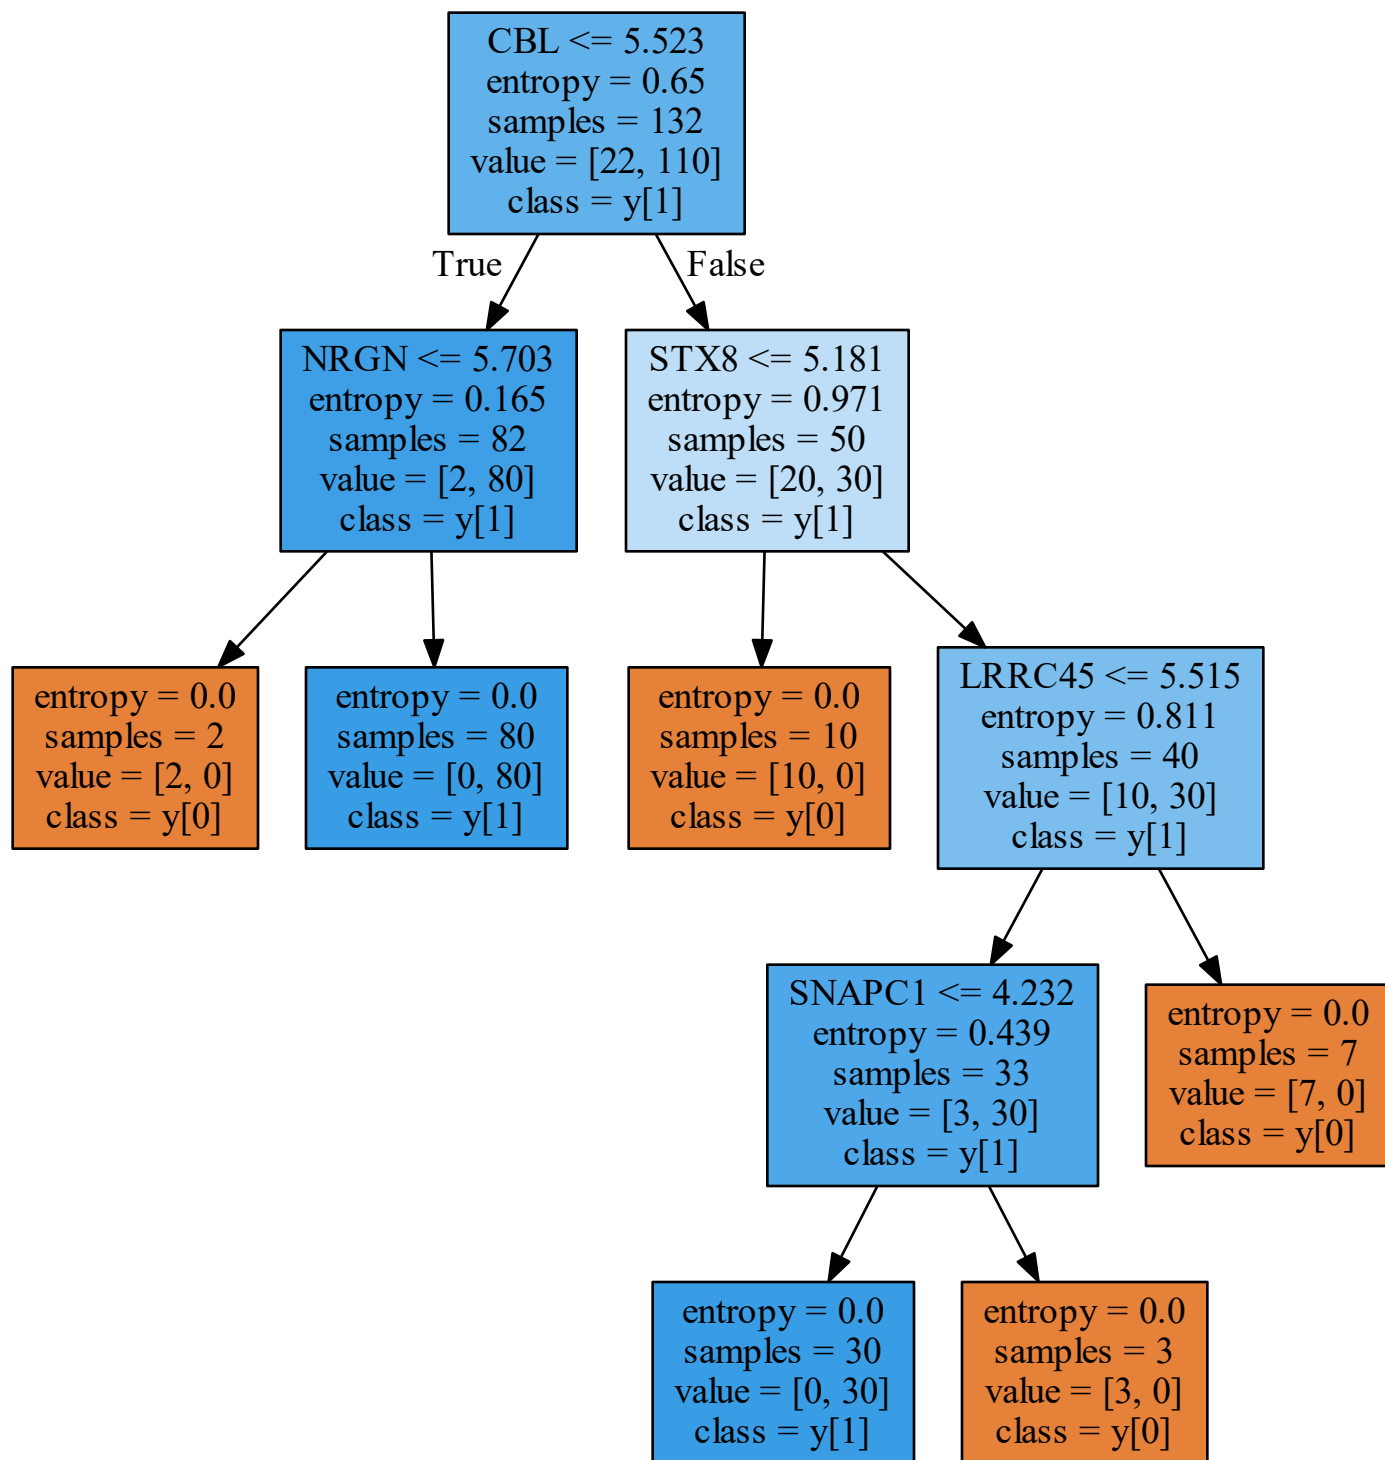 CBL <= 5.523
entropy = 0.65
samples = 132
value = [22, 110]
class = y[1]
True
False
NRGN <= 5.703
entropy = 0.165
samples = 82
value = [2, 80]
class = y[1]
STX8 <= 5.181
entropy = 0.971
samples = 50
value = [20, 30]
class = y[1]
entropy = 0.0
samples = 2
value = [2, 0]
class = y[0]
entropy = 0.0
samples = 80
value = [0, 80]
class = y[1]
entropy = 0.0
samples = 10
value = [10, 0]
class = y[0]
LRRC45 <= 5.515
entropy = 0.811
samples = 40
value = [10, 30]
class = y[1]
SNAPC1 <= 4.232
entropy = 0.439
samples = 33
value = [3, 30]
class = y[1]
entropy = 0.0
samples = 7
value = [7, 0]
class = y[0]
entropy = 0.0
samples = 30
value = [0, 30]
class = y[1]
entropy = 0.0
samples = 3
value = [3, 0]
class = y[0]